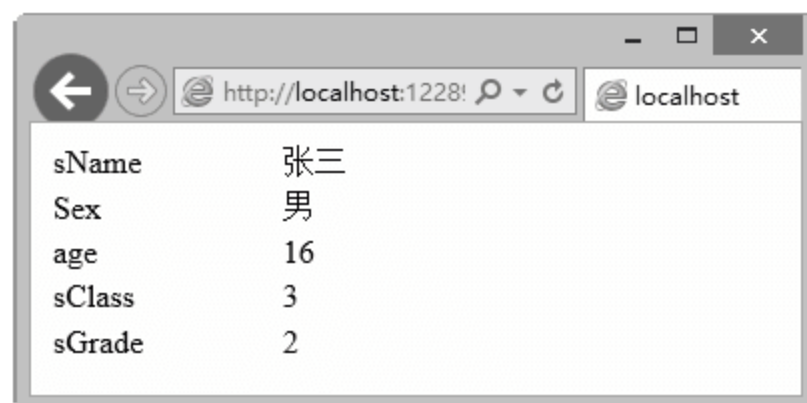 http://localhost:1228
localhost
sName 张三
Sex 男
age 16
sClass 3
sGrade 2